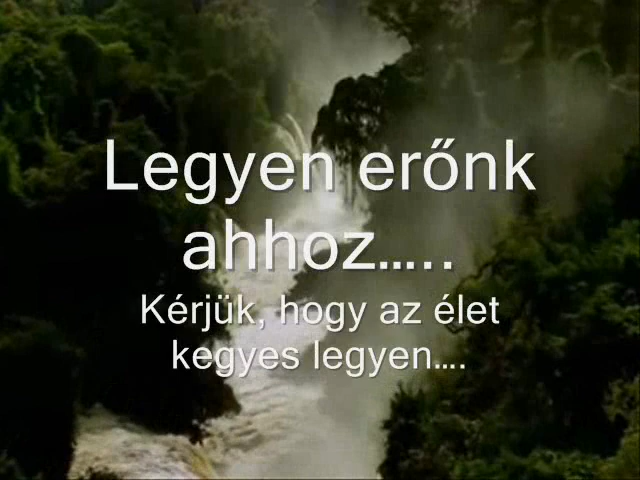 Legyen erőnk
ahhoz…..
Kérjük, hogy az élet
kegyes legyen….